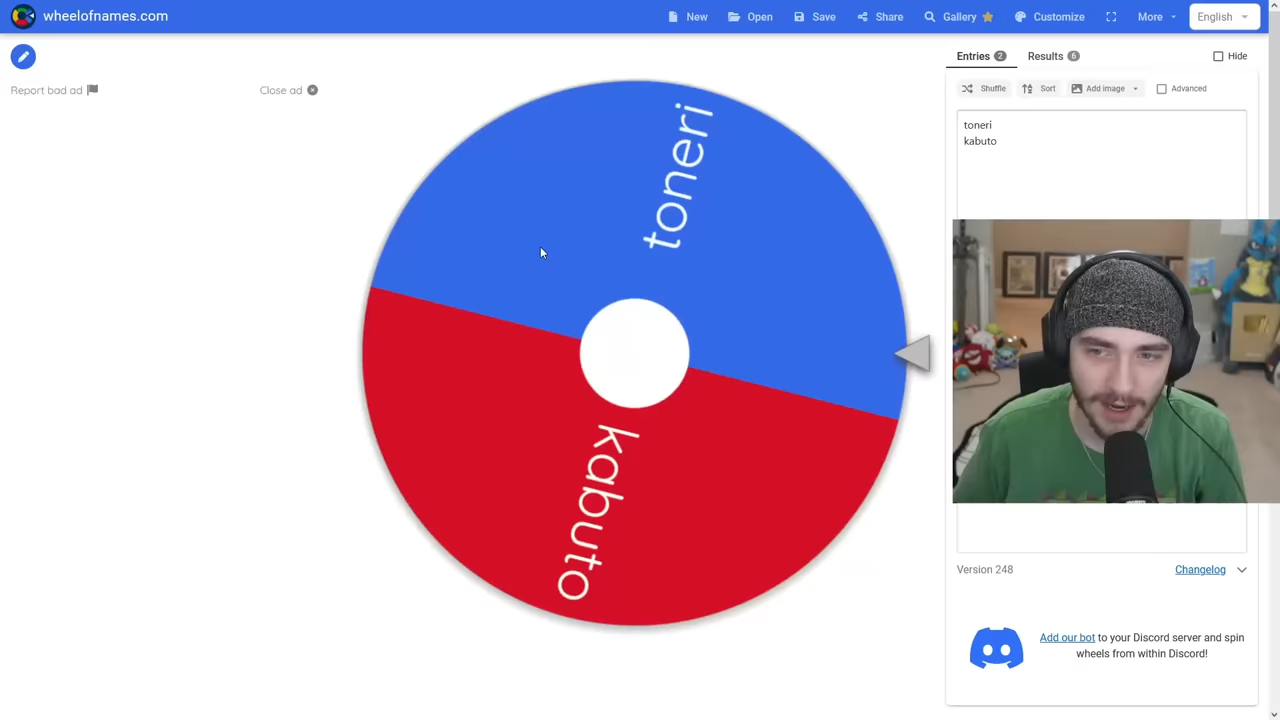 wheelofnames.com
New
Open
Save
Share
Gallery
Customize
More
English
Entries 2
Results 6
Hide
Report bad ad
Close ad
Shuffle
Sort
Add image
Advanced
toneri
kabuto
toneri
kabuto
Version 248
Changelog
Add our bot to your Discord server and spin
wheels from within Discord!